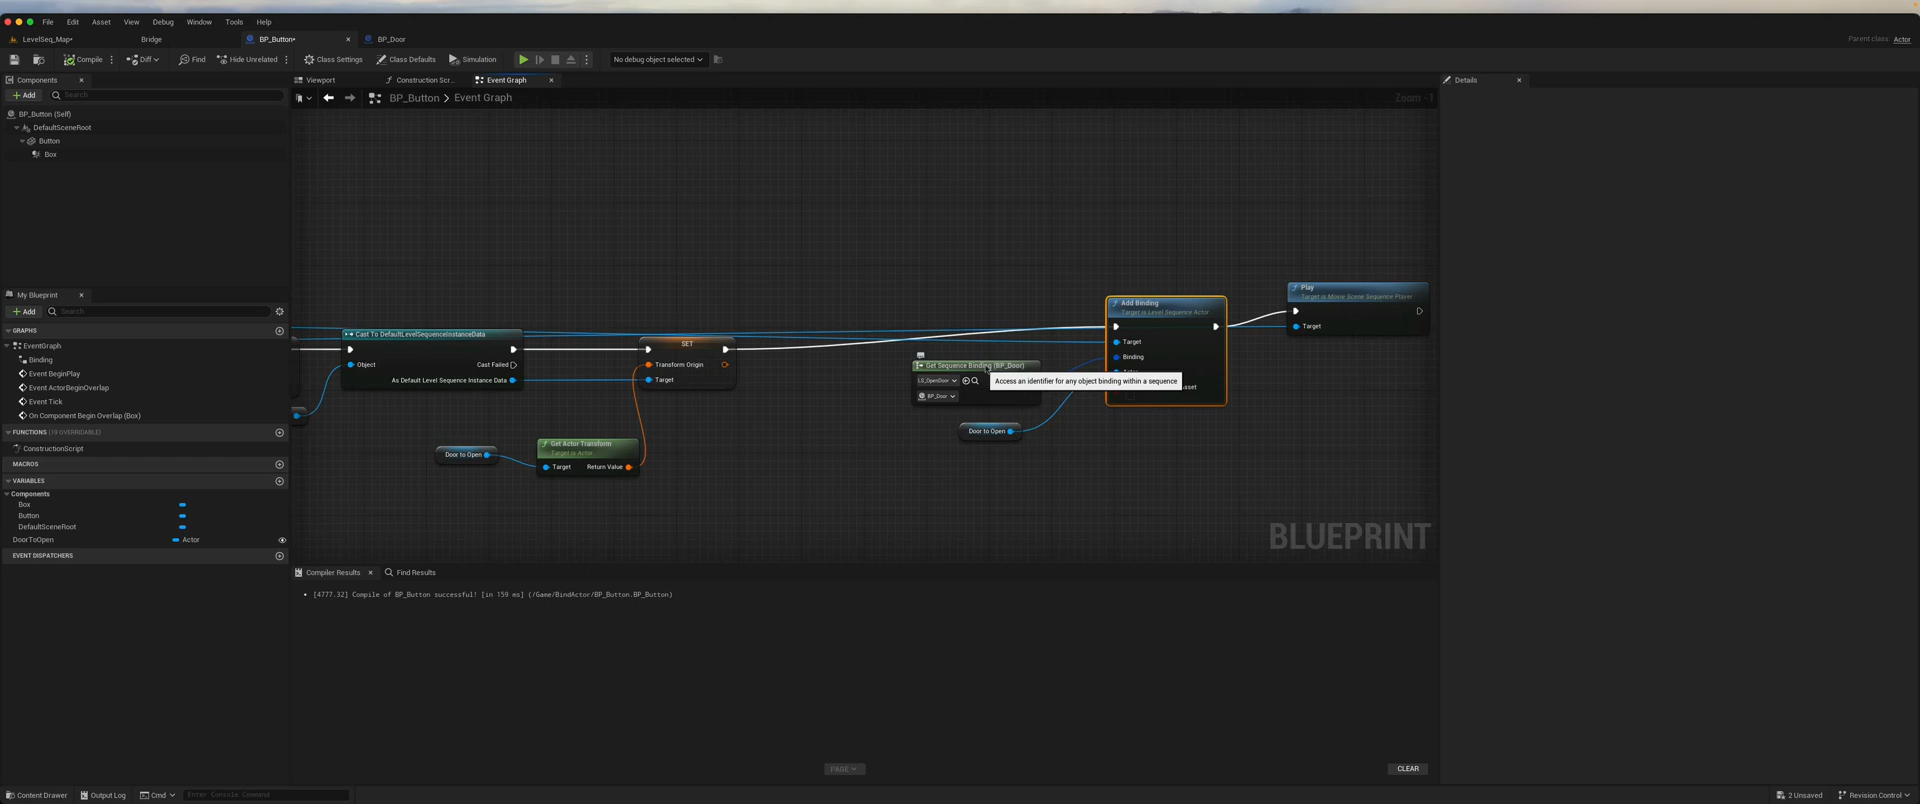 File Edit Asset View Debug Window Tools Help
LevelSeq_Map• Bridge BP_Button• BP_Door Parent class: Actor
Compile Diff Find Hide Unrelated Class Settings Class Defaults Simulation No debug object selected
Components
Viewport Construction Scr... Event Graph
Details
Add Search
BP_Button > Event Graph Zoom -1
BP_Button (Self)
DefaultSceneRoot
Button
Box
My Blueprint
Add Search
GRAPHS
EventGraph
Binding
Event BeginPlay
Event ActorBeginOverlap
Event Tick
On Component Begin Overlap (Box)
FUNCTIONS (19 OVERRIDABLE)
ConstructionScript
MACROS
VARIABLES
Components
Box
Button
DefaultSceneRoot
DoorToOpen Actor
EVENT DISPATCHERS
Cast To DefaultLevelSequenceInstanceData
Object Cast Failed
As Default Level Sequence Instance Data
SET
Transform Origin
Target
Door to Open
Get Actor Transform
Target is Actor
Target Return Value
Get Sequence Binding (BP_Door)
LS_OpenDoor
BP_Door
Access an identifier for any object binding within a sequence
Door to Open
Add Binding
Target is Level Sequence Actor
Target
Binding
Play
Target is Movie Scene Sequence Player
Target
BLUEPRINT
Compiler Results Find Results
[4777.32] Compile of BP_Button successful! [in 159 ms] (/Game/BindActor/BP_Button.BP_Button)
PAGE
CLEAR
Content Drawer Output Log Cmd Enter Console Command 2 Unsaved Revision Control